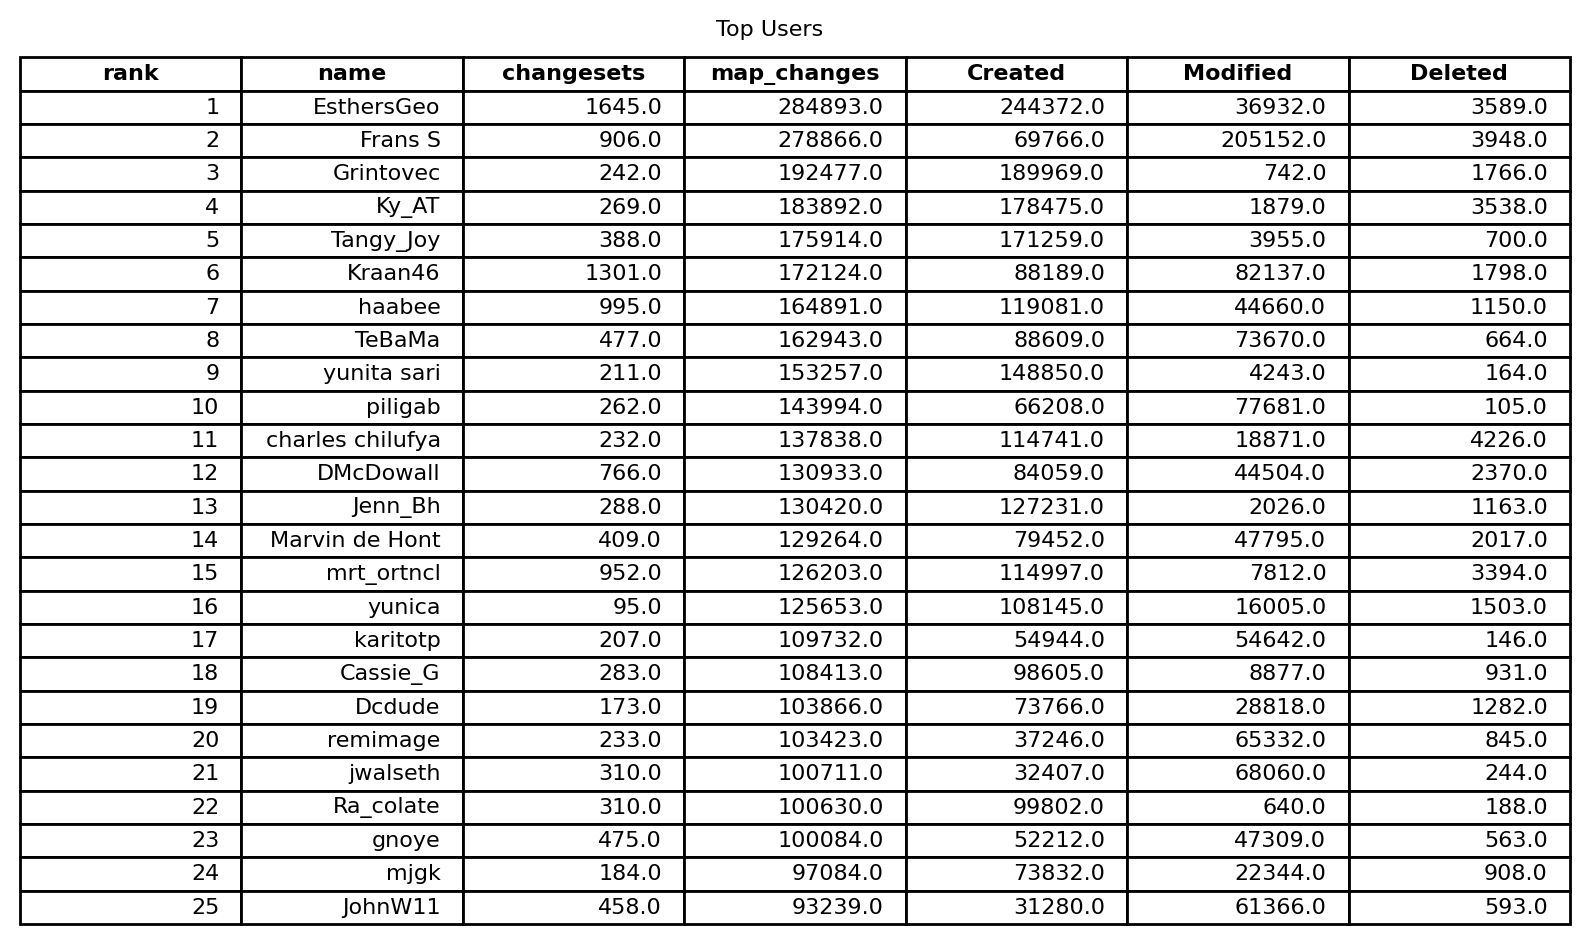 Top Users
rank name changesets map_changes Created Modified Deleted
1 EsthersGeo 1645.0 284893.0 244372.0 36932.0 3589.0
2 Frans S 906.0 278866.0 69766.0 205152.0 3948.0
3 Grintovec 242.0 192477.0 189969.0 742.0 1766.0
4 Ky_AT 269.0 183892.0 178475.0 1879.0 3538.0
5 Tangy_Joy 388.0 175914.0 171259.0 3955.0 700.0
6 Kraan46 1301.0 172124.0 88189.0 82137.0 1798.0
7 haabee 995.0 164891.0 119081.0 44660.0 1150.0
8 TeBaMa 477.0 162943.0 88609.0 73670.0 664.0
9 yunita sari 211.0 153257.0 148850.0 4243.0 164.0
10 piligab 262.0 143994.0 66208.0 77681.0 105.0
11 charles chilufya 232.0 137838.0 114741.0 18871.0 4226.0
12 DMcDowall 766.0 130933.0 84059.0 44504.0 2370.0
13 Jenn_Bh 288.0 130420.0 127231.0 2026.0 1163.0
14 Marvin de Hont 409.0 129264.0 79452.0 47795.0 2017.0
15 mrt_ortncl 952.0 126203.0 114997.0 7812.0 3394.0
16 yunica 95.0 125653.0 108145.0 16005.0 1503.0
17 karitotp 207.0 109732.0 54944.0 54642.0 146.0
18 Cassie_G 283.0 108413.0 98605.0 8877.0 931.0
19 Dcdude 173.0 103866.0 73766.0 28818.0 1282.0
20 remimage 233.0 103423.0 37246.0 65332.0 845.0
21 jwalseth 310.0 100711.0 32407.0 68060.0 244.0
22 Ra_colate 310.0 100630.0 99802.0 640.0 188.0
23 gnoye 475.0 100084.0 52212.0 47309.0 563.0
24 mjgk 184.0 97084.0 73832.0 22344.0 908.0
25 JohnW11 458.0 93239.0 31280.0 61366.0 593.0